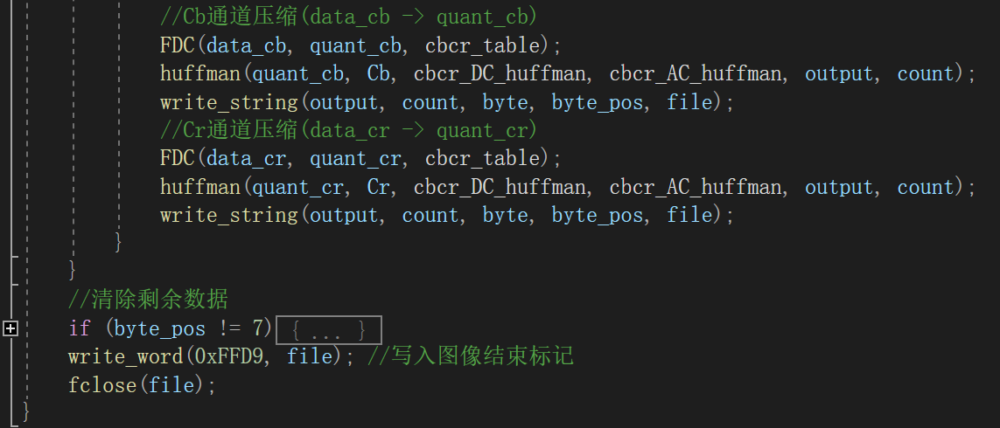 //Cb通道压缩(data_cb -> quant_cb)
FDC(data_cb, quant_cb, cbcr_table);
huffman(quant_cb, Cb, cbcr_DC_huffman, cbcr_AC_huffman, output, count);
write_string(output, count, byte, byte_pos, file);
//Cr通道压缩(data_cr -> quant_cr)
FDC(data_cr, quant_cr, cbcr_table);
huffman(quant_cr, Cr, cbcr_DC_huffman, cbcr_AC_huffman, output, count);
write_string(output, count, byte, byte_pos, file);
}
}
//清除剩余数据
if (byte_pos != 7) { ... }
write_word(0xFFD9, file); //写入图像结束标记
fclose(file);
}